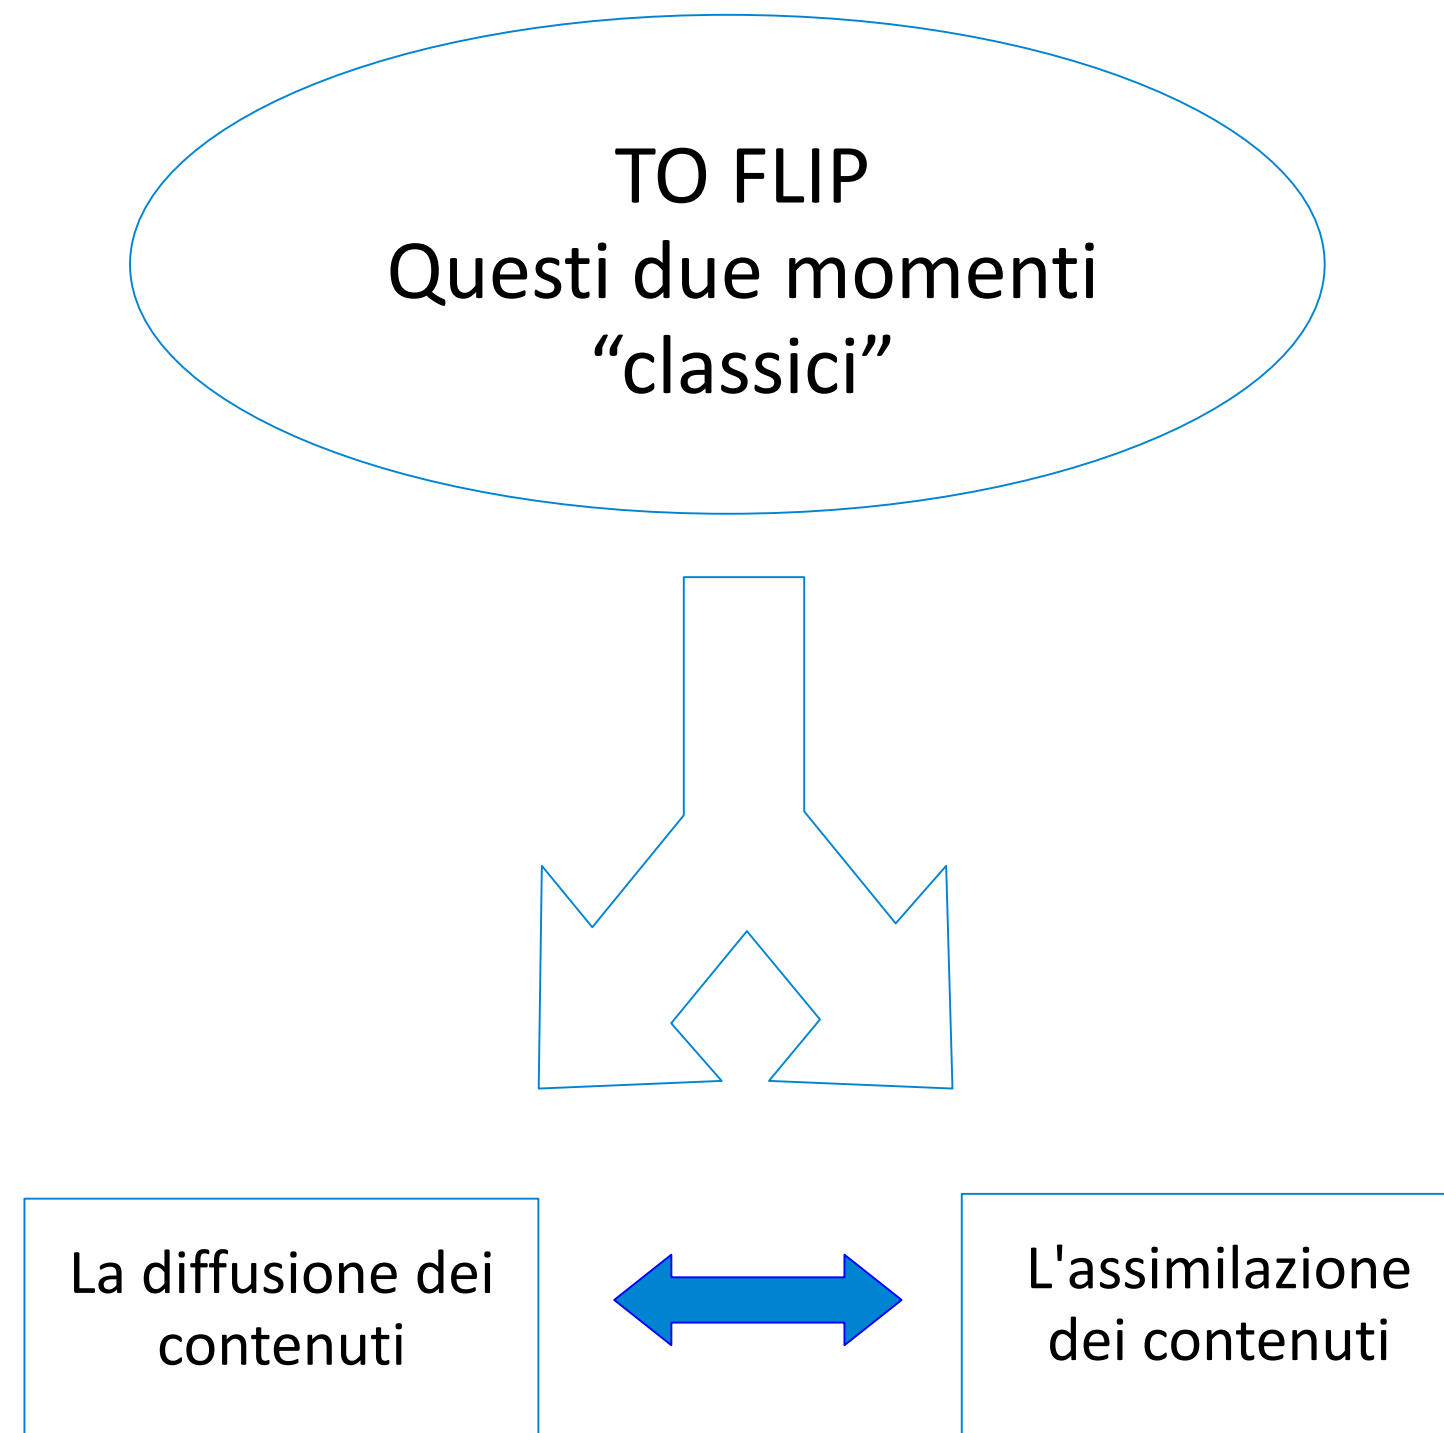 TO FLIP
Questi due momenti
“classici”
La diffusione dei
contenuti
L'assimilazione
dei contenuti